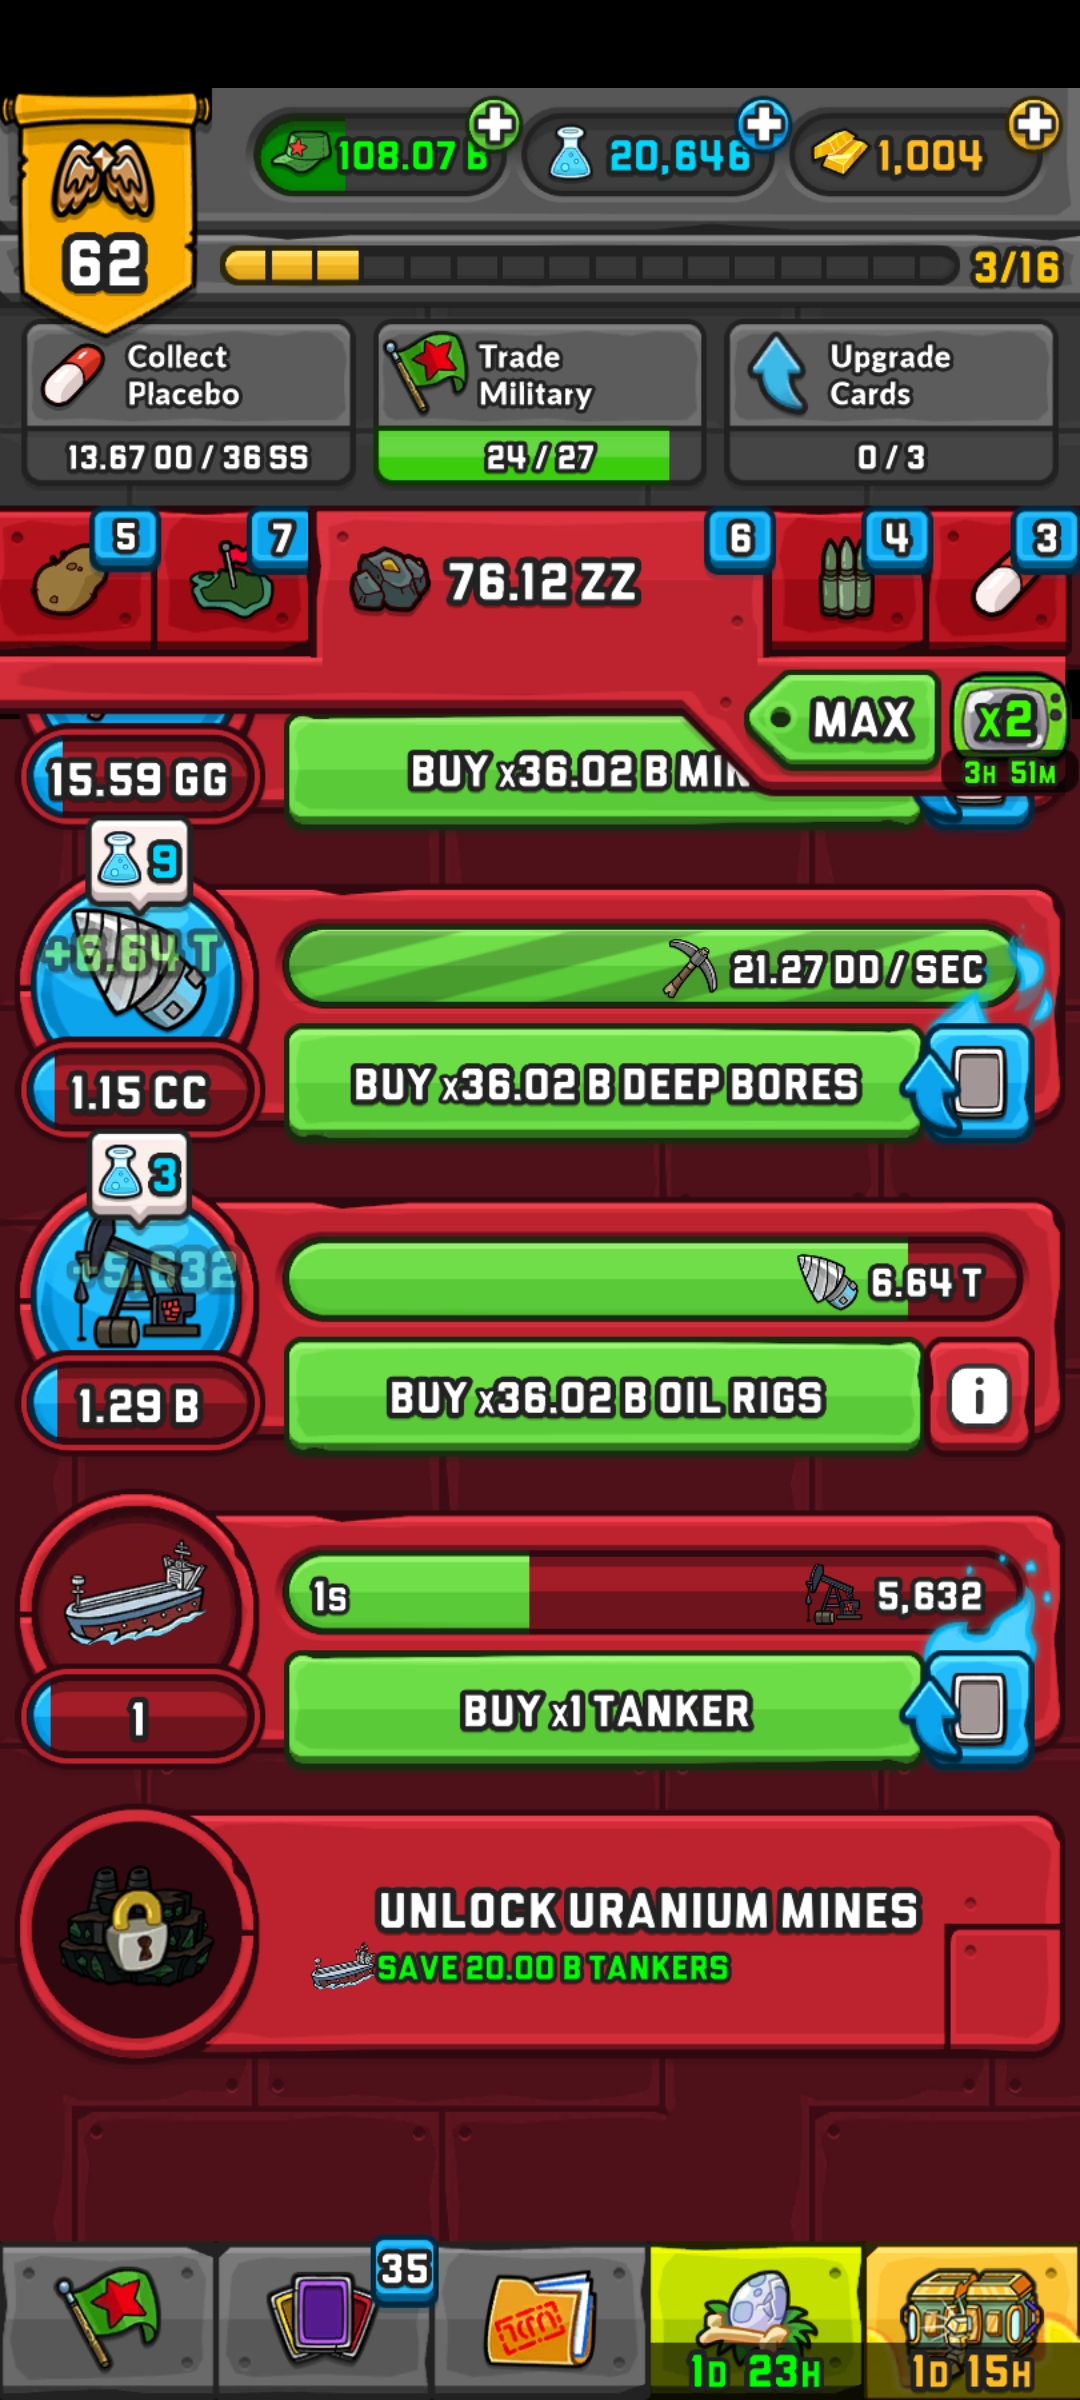 108.07 B
20,646
1,004
62
3/16
Collect
Placebo
Trade
Military
Upgrade
Cards
13.67 OO / 36 SS
24 / 27
0 / 3
5
7
76.12 ZZ
6
4
3
MAX
x2
3H 51M
15.59 GG
BUY x36.02 B MIN
9
+6.64 T
21.27 DD / SEC
1.15 CC
BUY x36.02 B DEEP BORES
3
+5,632
6.64 T
1.29 B
BUY x36.02 B OIL RIGS
i
1s
5,632
1
BUY x1 TANKER
UNLOCK URANIUM MINES
SAVE 20.00 B TANKERS
35
1D 23H
1D 15H